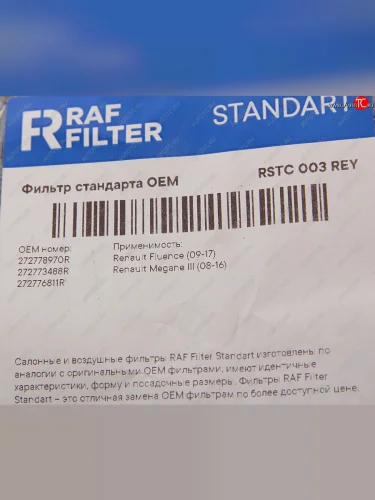 RAF
FILTER
STANDART
Фильтр стандарта OEM
RSTC 003 REY
OEM номер:
272778970R
272773488R
272776811R
Применимость:
Renault Fluence (09-17)
Renault Megane III (08-16)
Салонные и воздушные фильтры RAF Filter Standart изготовлены по
аналогии с оригинальными OEM фильтрами, имеют идентичные
характеристики, форму и посадочные размеры. Фильтры RAF Filter
Standart – это отличная замена OEM фильтрам по более доступной цене.